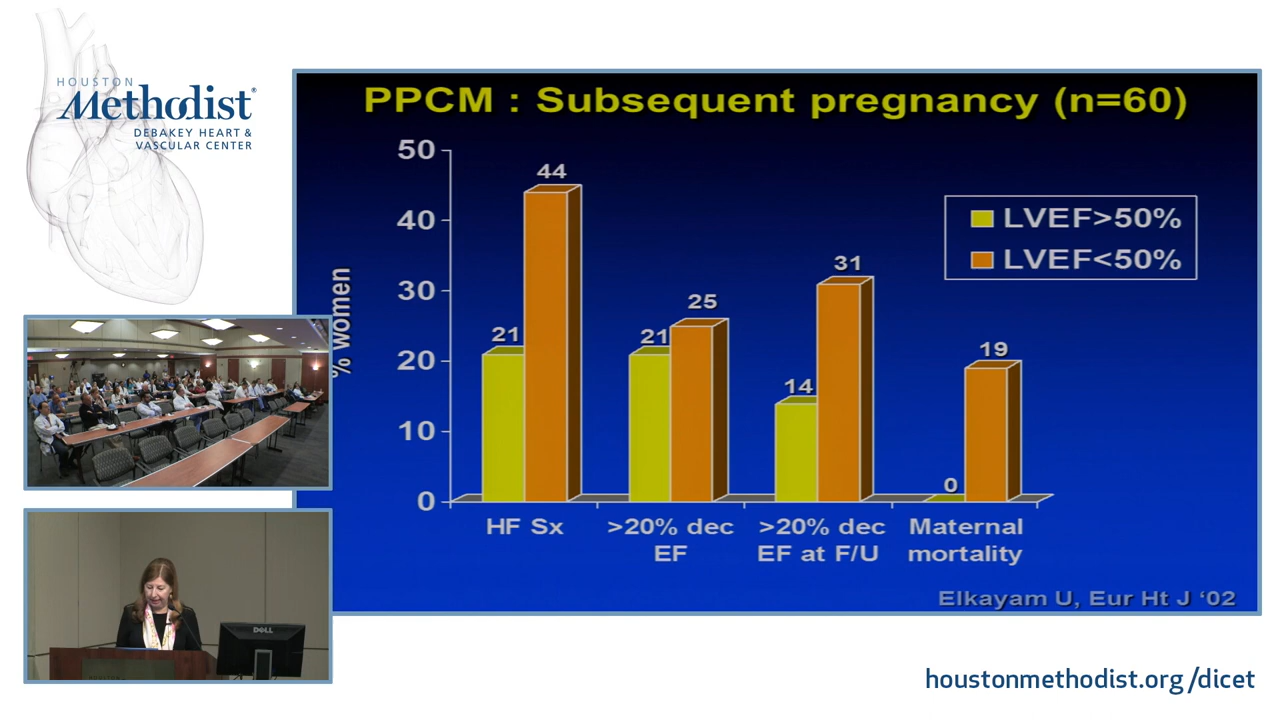 HOUSTON
Methodist®
DEBAKEY HEART &
VASCULAR CENTER
PPCM : Subsequent pregnancy (n=60)
% women
50
40
30
20
10
0
21
44
21
25
14
31
0
19
LVEF>50%
LVEF<50%
HF Sx
>20% dec
EF
>20% dec
EF at F/U
Maternal
mortality
Elkayam U, Eur Ht J ‘02
DELL
houstonmethodist.org/dicet